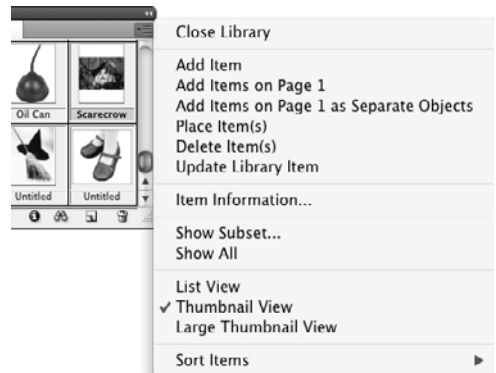 Close Library
Oil Can
Scarecrow
Add Item
Add Items on Page 1
Add Items on Page 1 as Separate Objects
Place Item(s)
Delete Item(s)
Update Library Item
Untitled
Untitled
Item Information...
Show Subset...
Show All
List View
✓ Thumbnail View
Large Thumbnail View
Sort Items